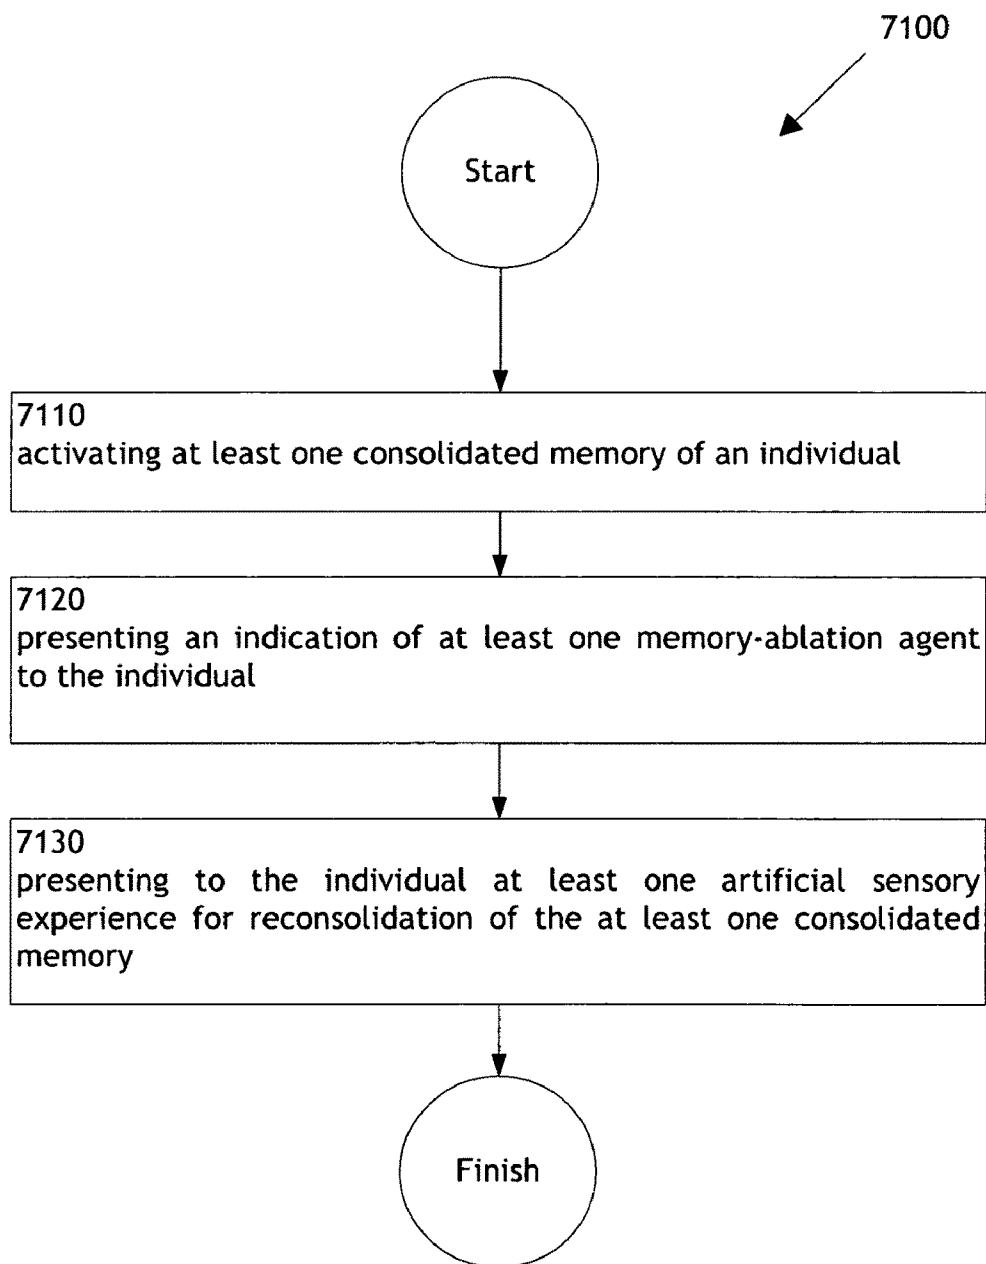 7100
Start
7110
activating at least one consolidated memory of an individual
7120
presenting an indication of at least one memory-ablation agent
to the individual
7130
presenting to the individual at least one artificial sensory
experience for reconsolidation of the at least one consolidated
memory
Finish